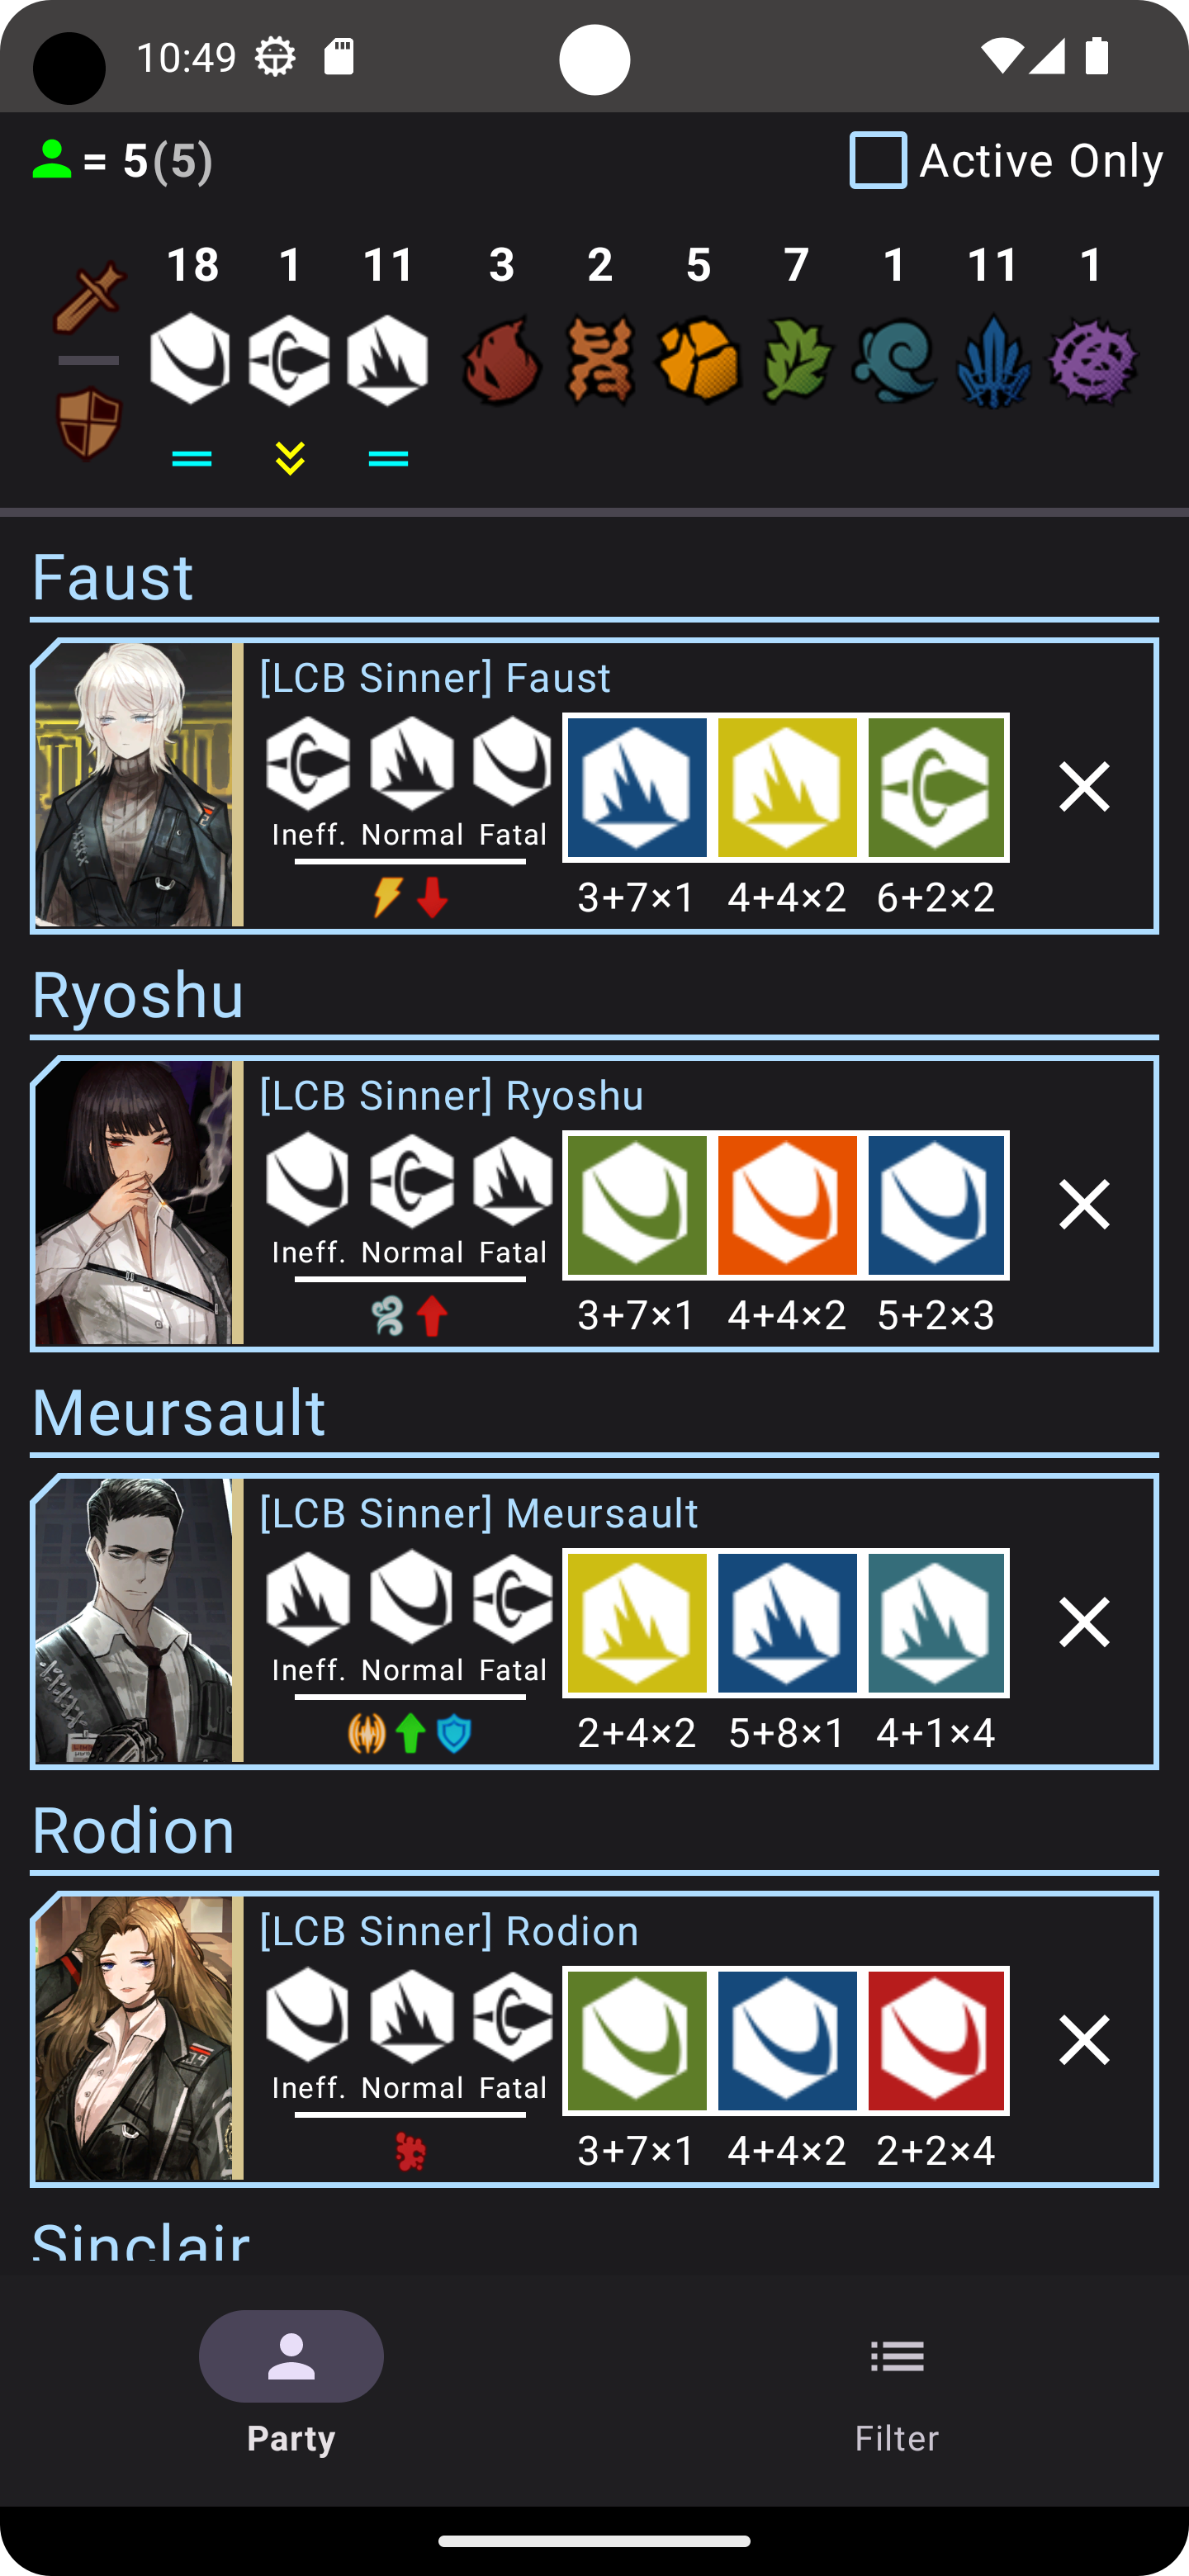 10:49
= 5(5)
Active Only
18 1 11 3 2 5 7 1 11 1
Faust
[LCB Sinner] Faust
Ineff. Normal Fatal
3+7×1 4+4×2 6+2×2
Ryoshu
[LCB Sinner] Ryoshu
Ineff. Normal Fatal
3+7×1 4+4×2 5+2×3
Meursault
[LCB Sinner] Meursault
Ineff. Normal Fatal
2+4×2 5+8×1 4+1×4
Rodion
[LCB Sinner] Rodion
Ineff. Normal Fatal
3+7×1 4+4×2 2+2×4
Sinclair
Party
Filter